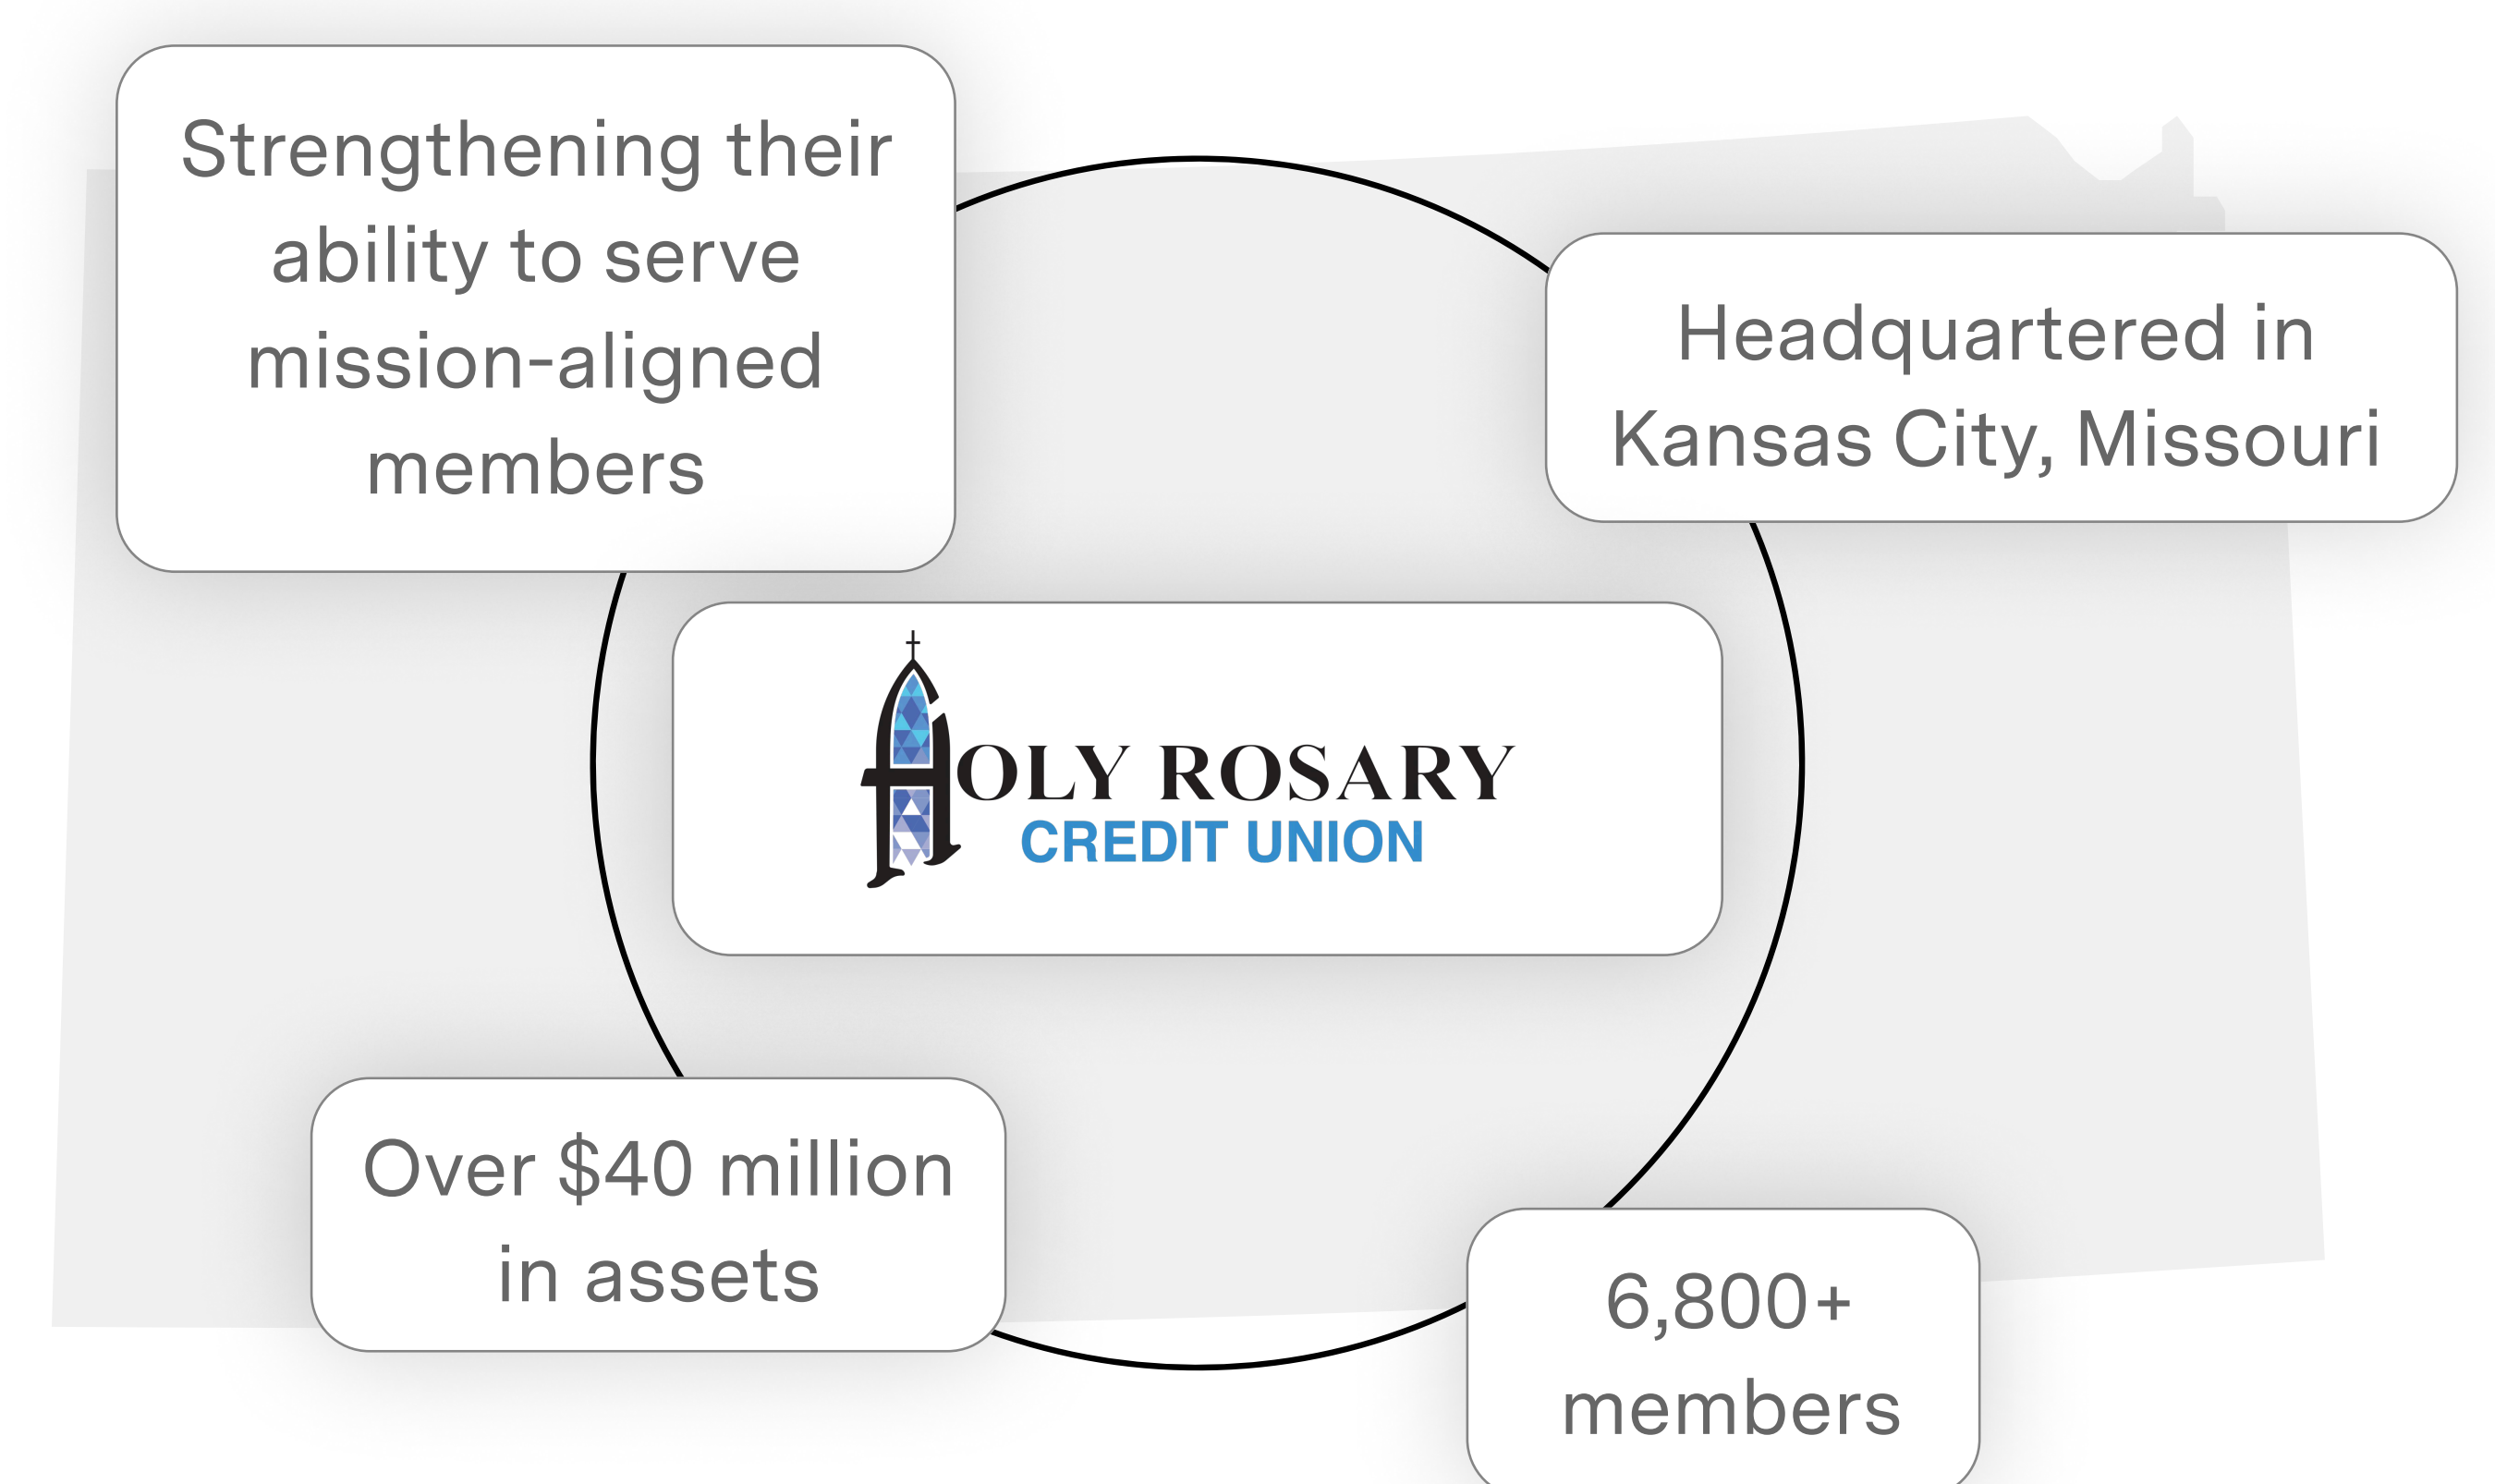 Strengthening their
ability to serve
mission-aligned
members
Headquartered in
Kansas City, Missouri
HOLY ROSARY
CREDIT UNION
Over $40 million
in assets
6,800+
members